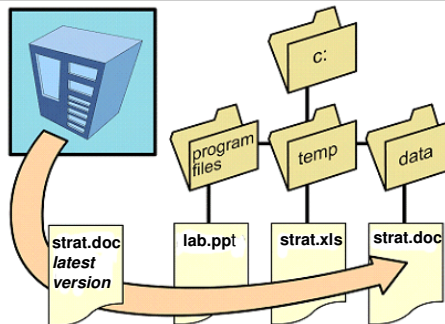 c:
program
files
temp
data
strat.doc
latest
version
lab.ppt
strat.xls
strat.doc